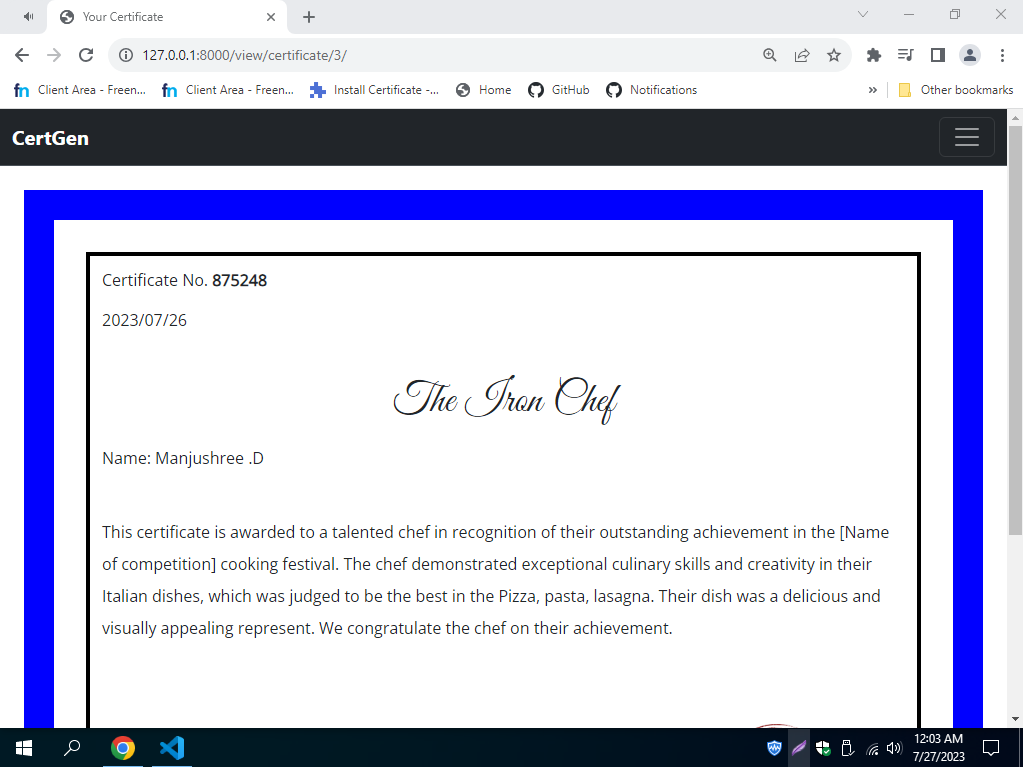 Your Certificate
127.0.0.1:8000/view/certificate/3/
Client Area - Freen...
Client Area - Freen...
Install Certificate -...
Home
GitHub
Notifications
»
Other bookmarks
CertGen
Certificate No. 875248
2023/07/26
The Iron Chef
Name: Manjushree .D
This certificate is awarded to a talented chef in recognition of their outstanding achievement in the [Name
of competition] cooking festival. The chef demonstrated exceptional culinary skills and creativity in their
Italian dishes, which was judged to be the best in the Pizza, pasta, lasagna. Their dish was a delicious and
visually appealing represent. We congratulate the chef on their achievement.
12:03 AM
7/27/2023